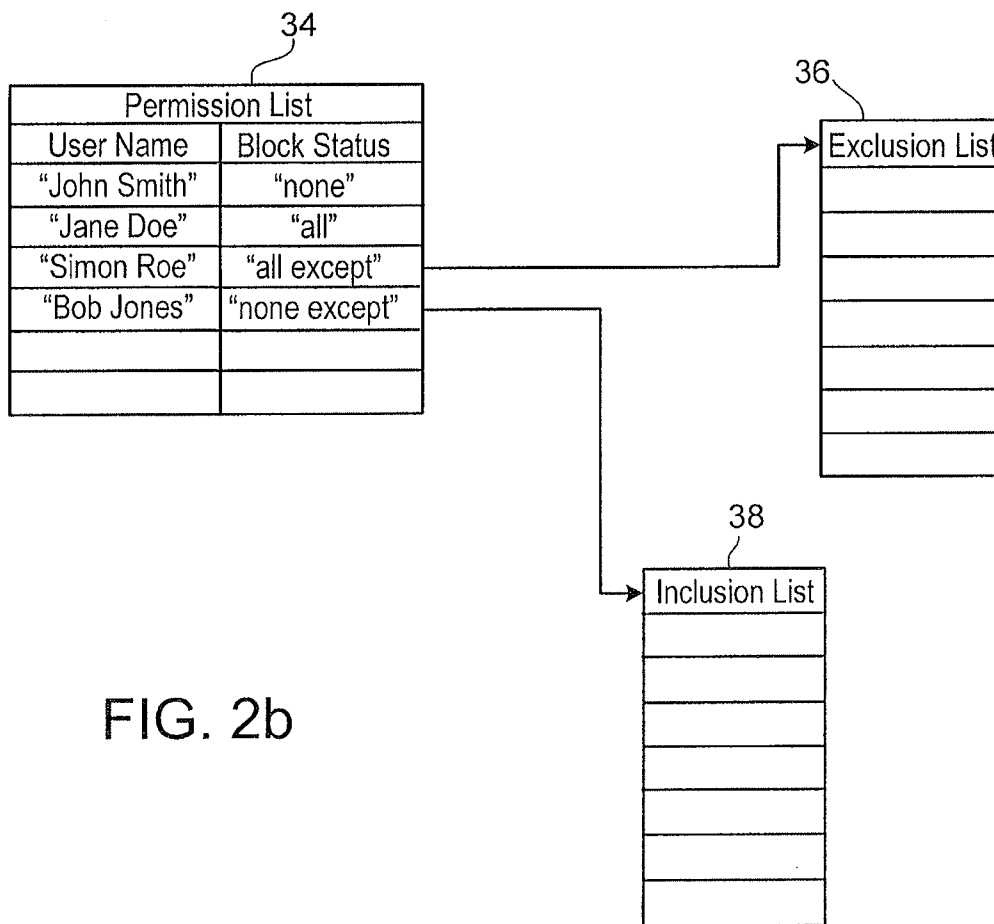 34
Permission List
User Name Block Status
“John Smith” “none”
“Jane Doe” “all”
“Simon Roe” “all except”
“Bob Jones” “none except”
36
Exclusion List
38
Inclusion List
FIG. 2b